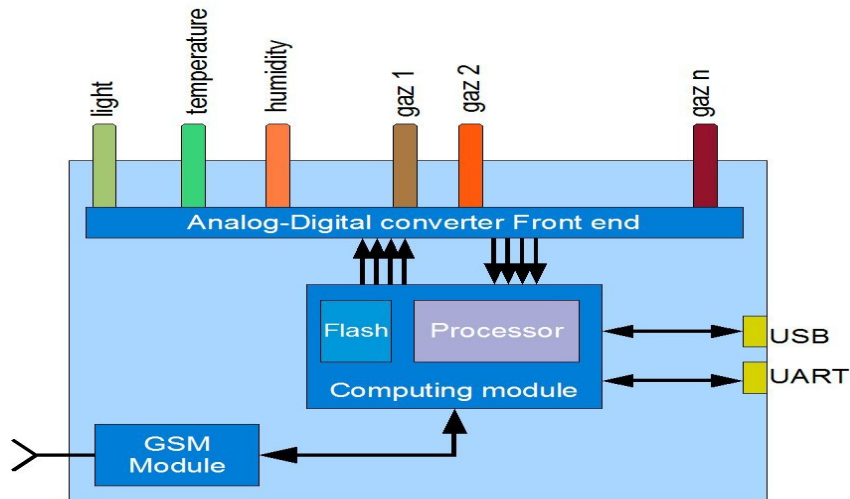 light
temperature
humidity
gaz 1
gaz 2
gaz n
Analog-Digital converter Front end
Flash
Processor
Computing module
USB
UART
GSM
Module